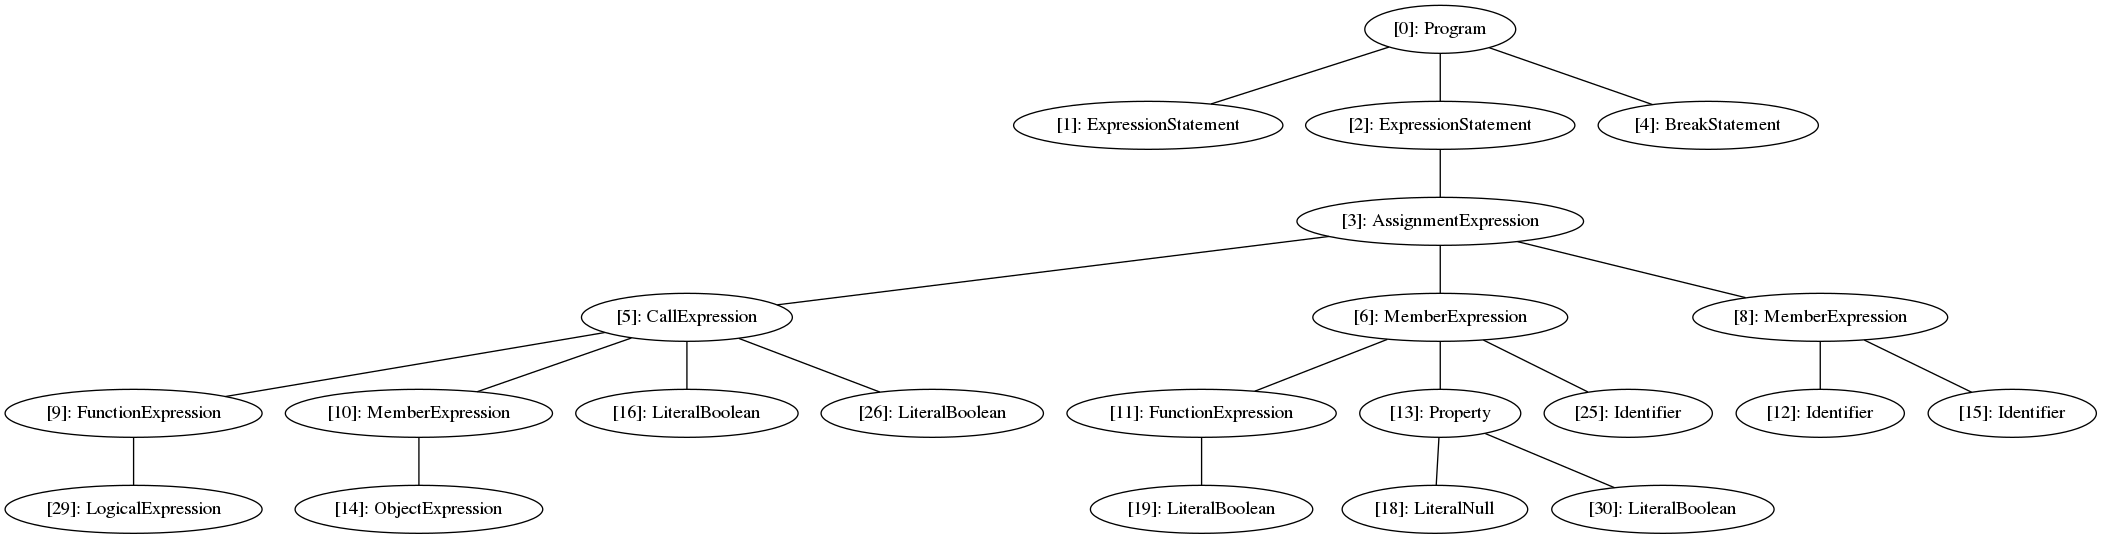 [0]: Program
[1]: ExpressionStatement
[2]: ExpressionStatement
[4]: BreakStatement
[3]: AssignmentExpression
[5]: CallExpression
[6]: MemberExpression
[8]: MemberExpression
[9]: FunctionExpression
[10]: MemberExpression
[16]: LiteralBoolean
[26]: LiteralBoolean
[11]: FunctionExpression
[13]: Property
[25]: Identifier
[12]: Identifier
[15]: Identifier
[29]: LogicalExpression
[14]: ObjectExpression
[19]: LiteralBoolean
[18]: LiteralNull
[30]: LiteralBoolean